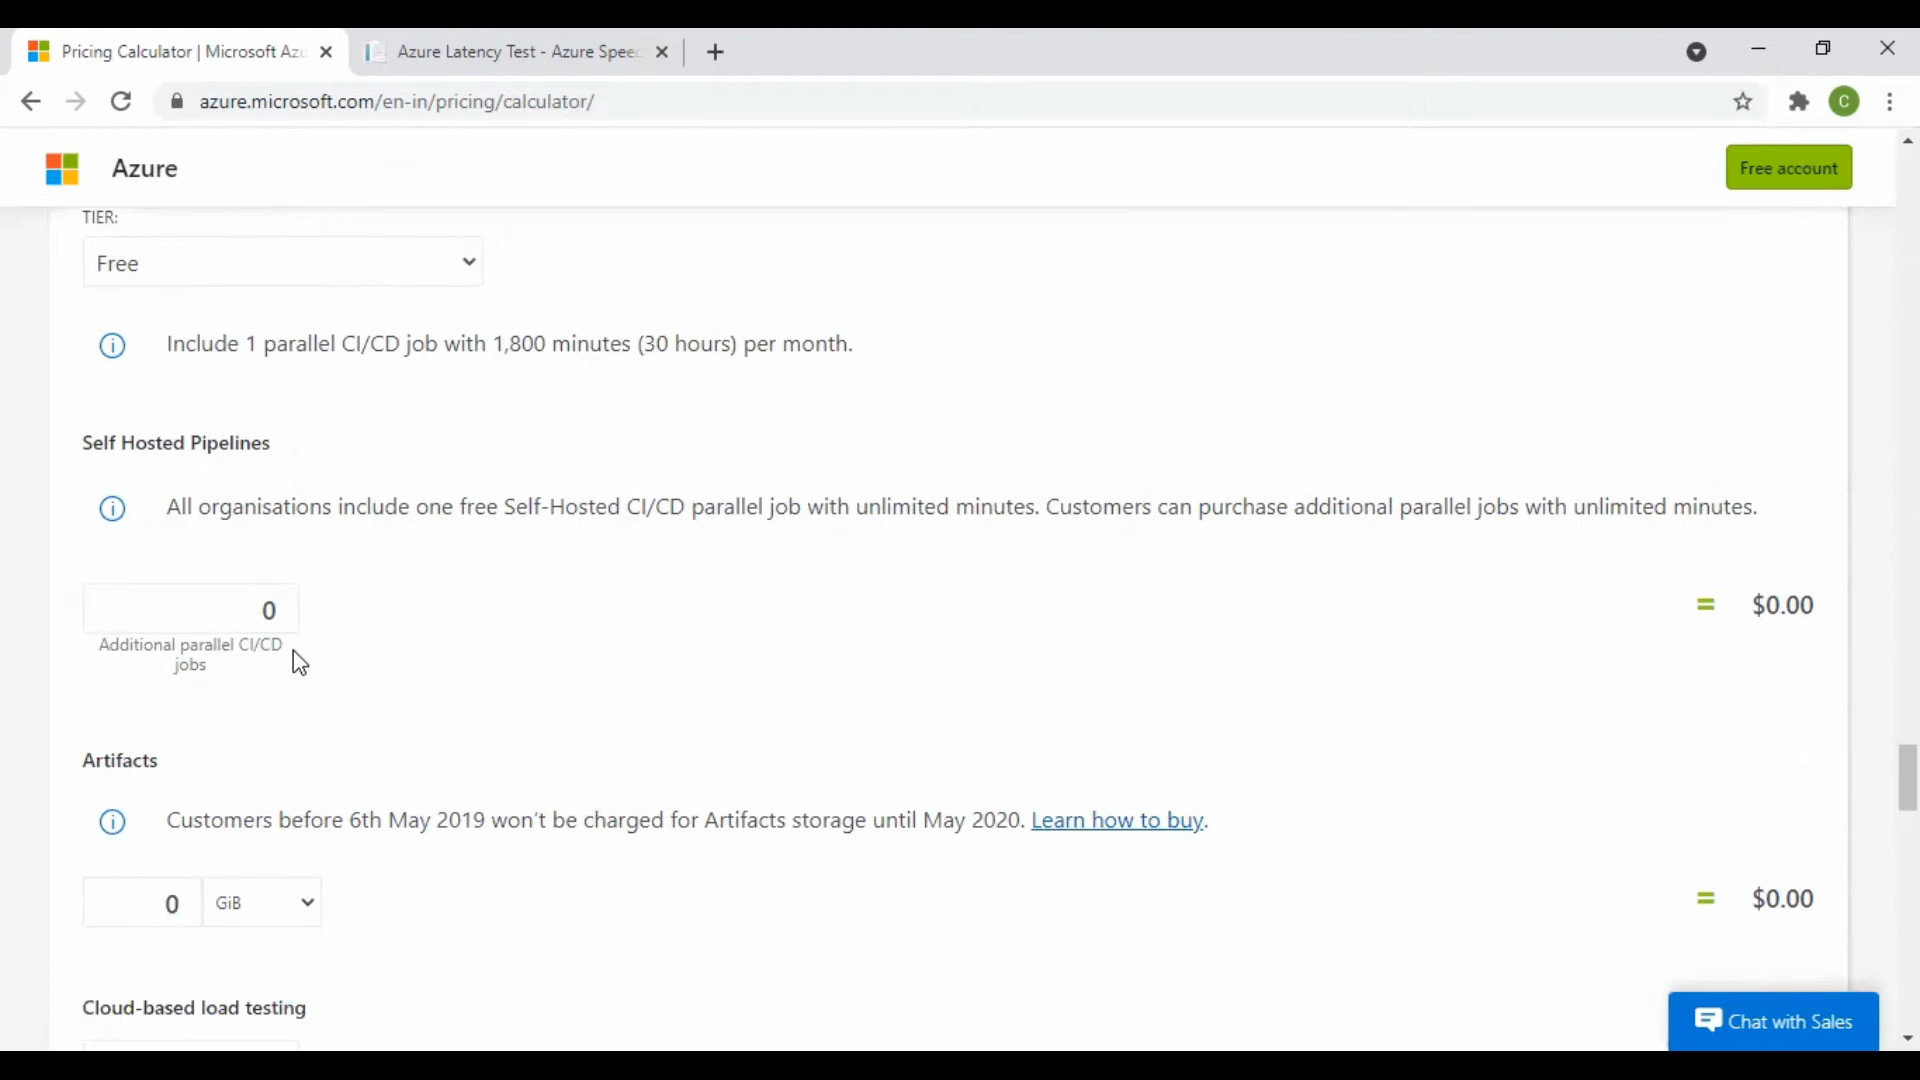 Pricing Calculator | Microsoft Azu
Azure Latency Test - Azure Speed
azure.microsoft.com/en-in/pricing/calculator/
C
Azure
Free account
TIER:
Free
Include 1 parallel CI/CD job with 1,800 minutes (30 hours) per month.
Self Hosted Pipelines
All organisations include one free Self-Hosted CI/CD parallel job with unlimited minutes. Customers can purchase additional parallel jobs with unlimited minutes.
0
= $0.00
Additional parallel CI/CD
jobs
Artifacts
Customers before 6th May 2019 won't be charged for Artifacts storage until May 2020. Learn how to buy.
0 GiB
= $0.00
Cloud-based load testing
Chat with Sales